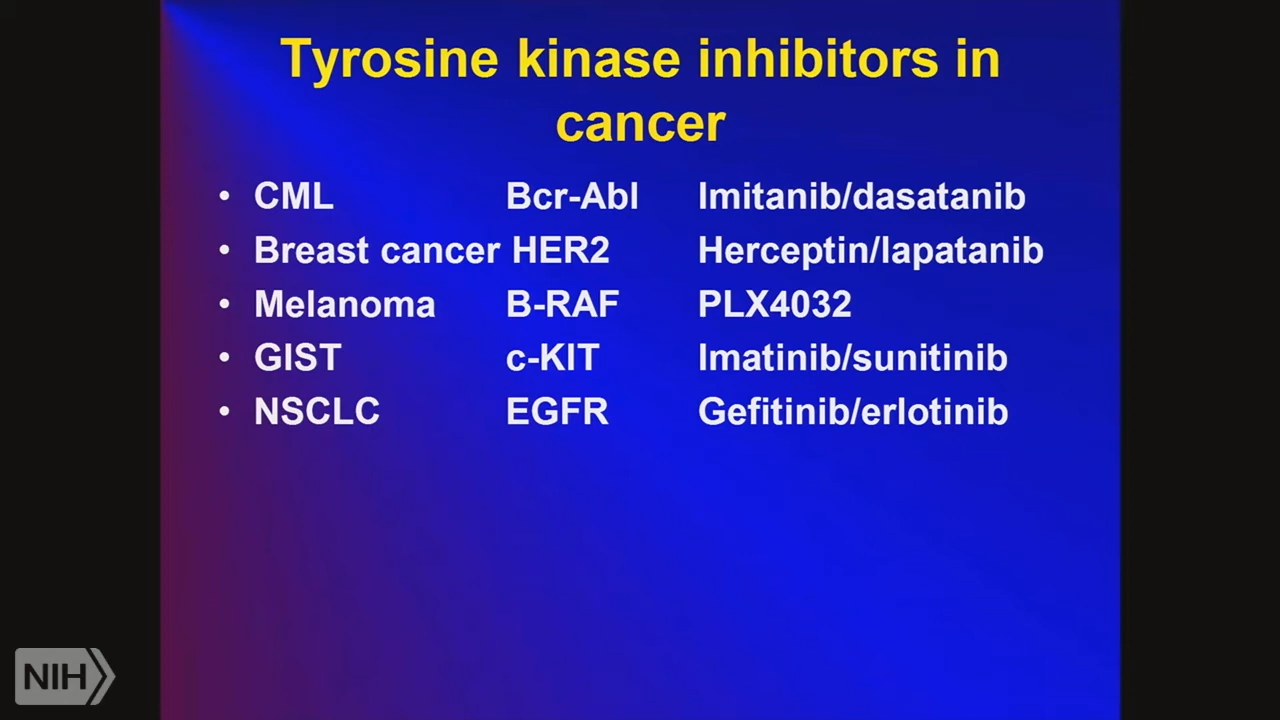 Tyrosine kinase inhibitors in
cancer
• CML Bcr-Abl Imitanib/dasatanib
• Breast cancer HER2 Herceptin/lapatanib
• Melanoma B-RAF PLX4032
• GIST c-KIT Imatinib/sunitinib
• NSCLC EGFR Gefitinib/erlotinib
NIH